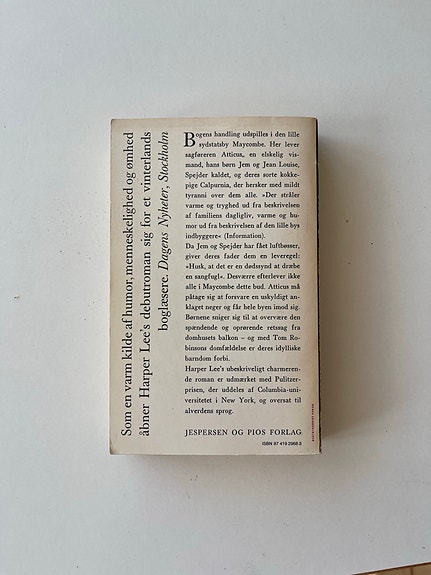 Som en varm kilde af humor, menneskelighed og ømhed
åbner Harper Lee's debutroman sig for et vinterlands
boglæsere. Dagens Nyheter, Stockholm
Bogens handling udspilles i den lille
sydstatsby Maycombe. Her lever
sagføreren Atticus, en elskelig vis-
mand, hans børn Jem og Jean Louise,
Spejder kaldet, og deres sorte kokke-
pige Calpurnia, der hersker med mildt
tyranni over dem alle. »Der stråler
varme og tryghed ud fra beskrivelsen
af familiens dagligliv, varme og hu-
mor ud fra beskrivelsen af den lille bys
indbyggere« (Information).
Da Jem og Spejder har fået luftbøsser,
giver deres fader dem en leveregel:
»Husk, at det er en dødssynd at dræbe
en sangfugl«. Desværre efterlever ikke
alle i Maycombe dette bud. Atticus må
påtage sig at forsvare en uskyldigt an-
klaget neger og får hele byen imod sig.
Børnene sniger sig til at overvære den
spændende og oprørende retssag fra
domhusets balkon – og med Tom Ro-
binsons domfældelse er deres idylliske
barndom forbi.
Harper Lee's ubeskriveligt charmeren-
de roman er udmærket med Pulitzer-
prisen, der uddeles af Columbia-uni-
versitetet i New York, og oversat til
alverdens sprog.
JESPERSEN OG PIOS FORLAG
ISBN 87 419 2968 3